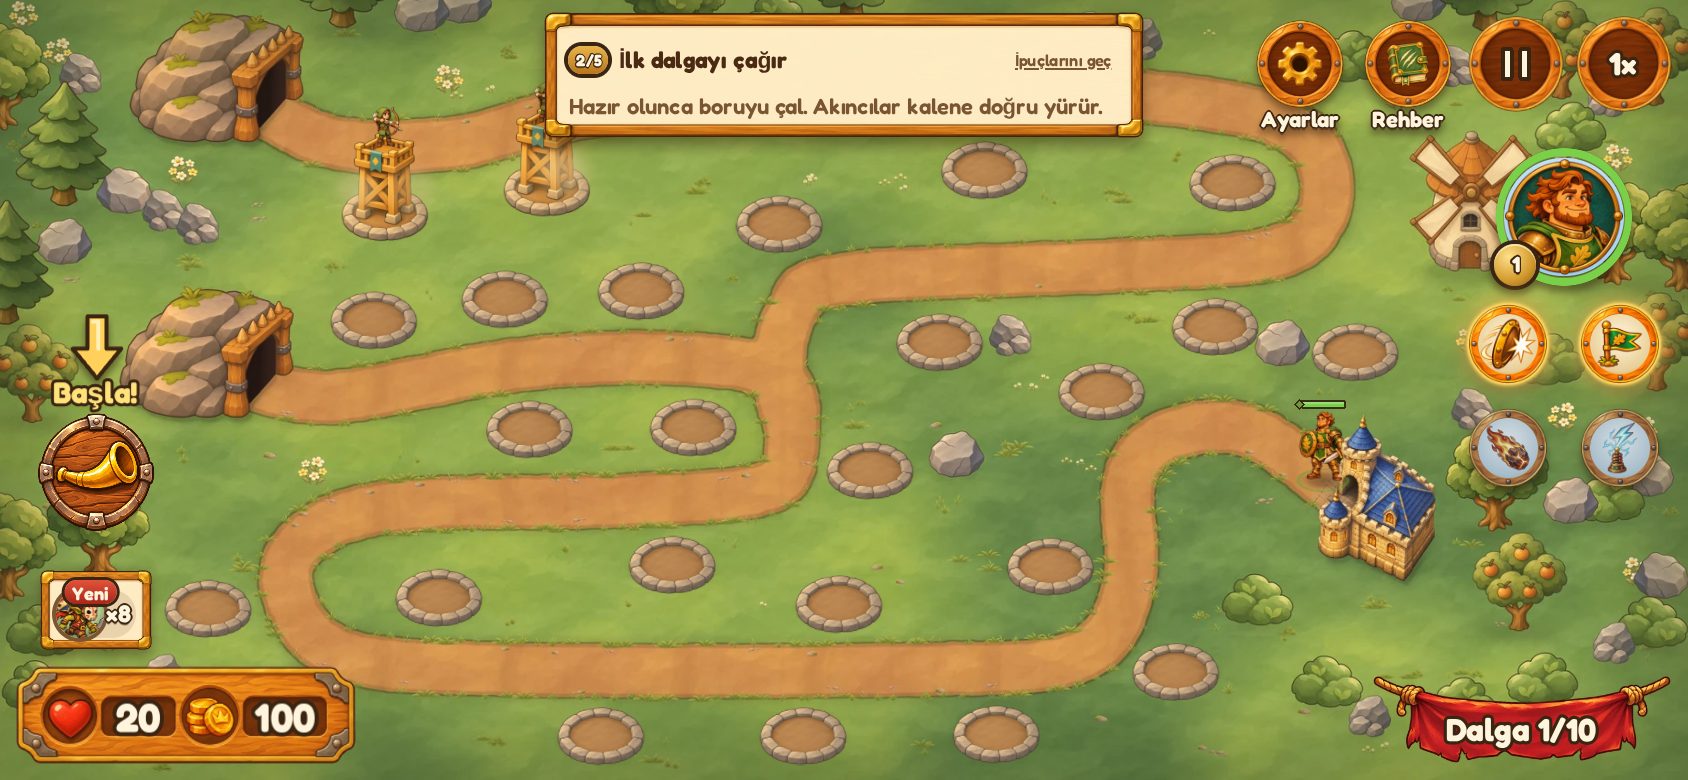 2/5 İlk dalgayı çağır İpuçlarını geç
Hazır olunca boruyu çal. Akıncılar kalene doğru yürür.
1x
Ayarlar Rehber
1
Başla!
Yeni
x8
20 100
Dalga 1/10